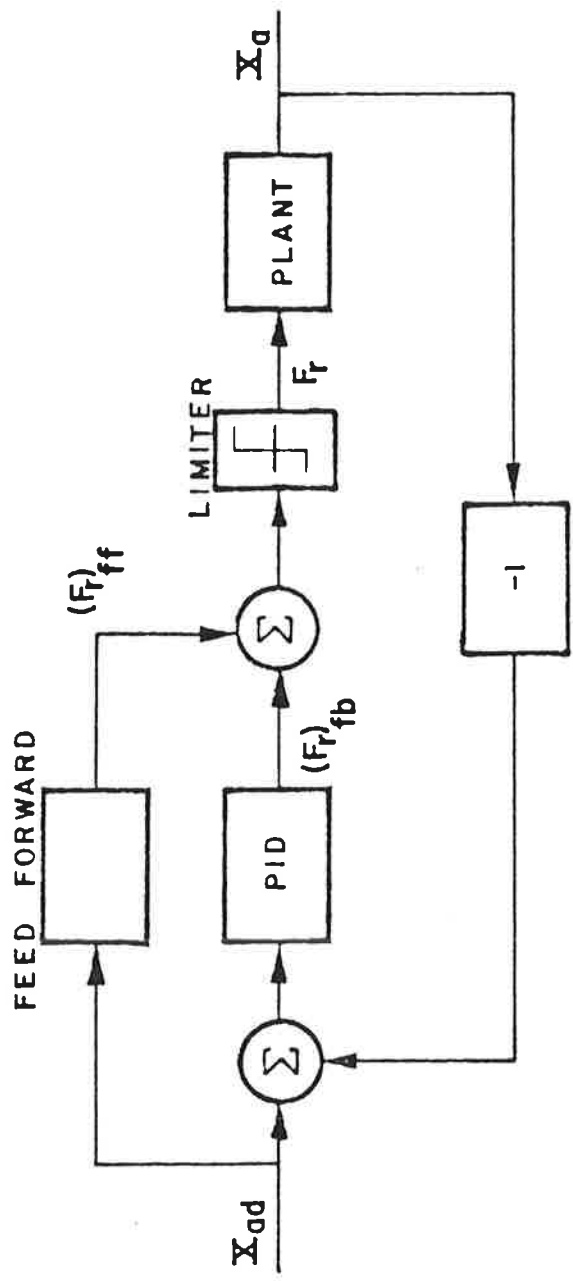 FEED FORWARD
(Fr)ff
LIMITER
Xad
Σ
PID
(Fr)fb
Σ
Fr
PLANT
Xa
-1